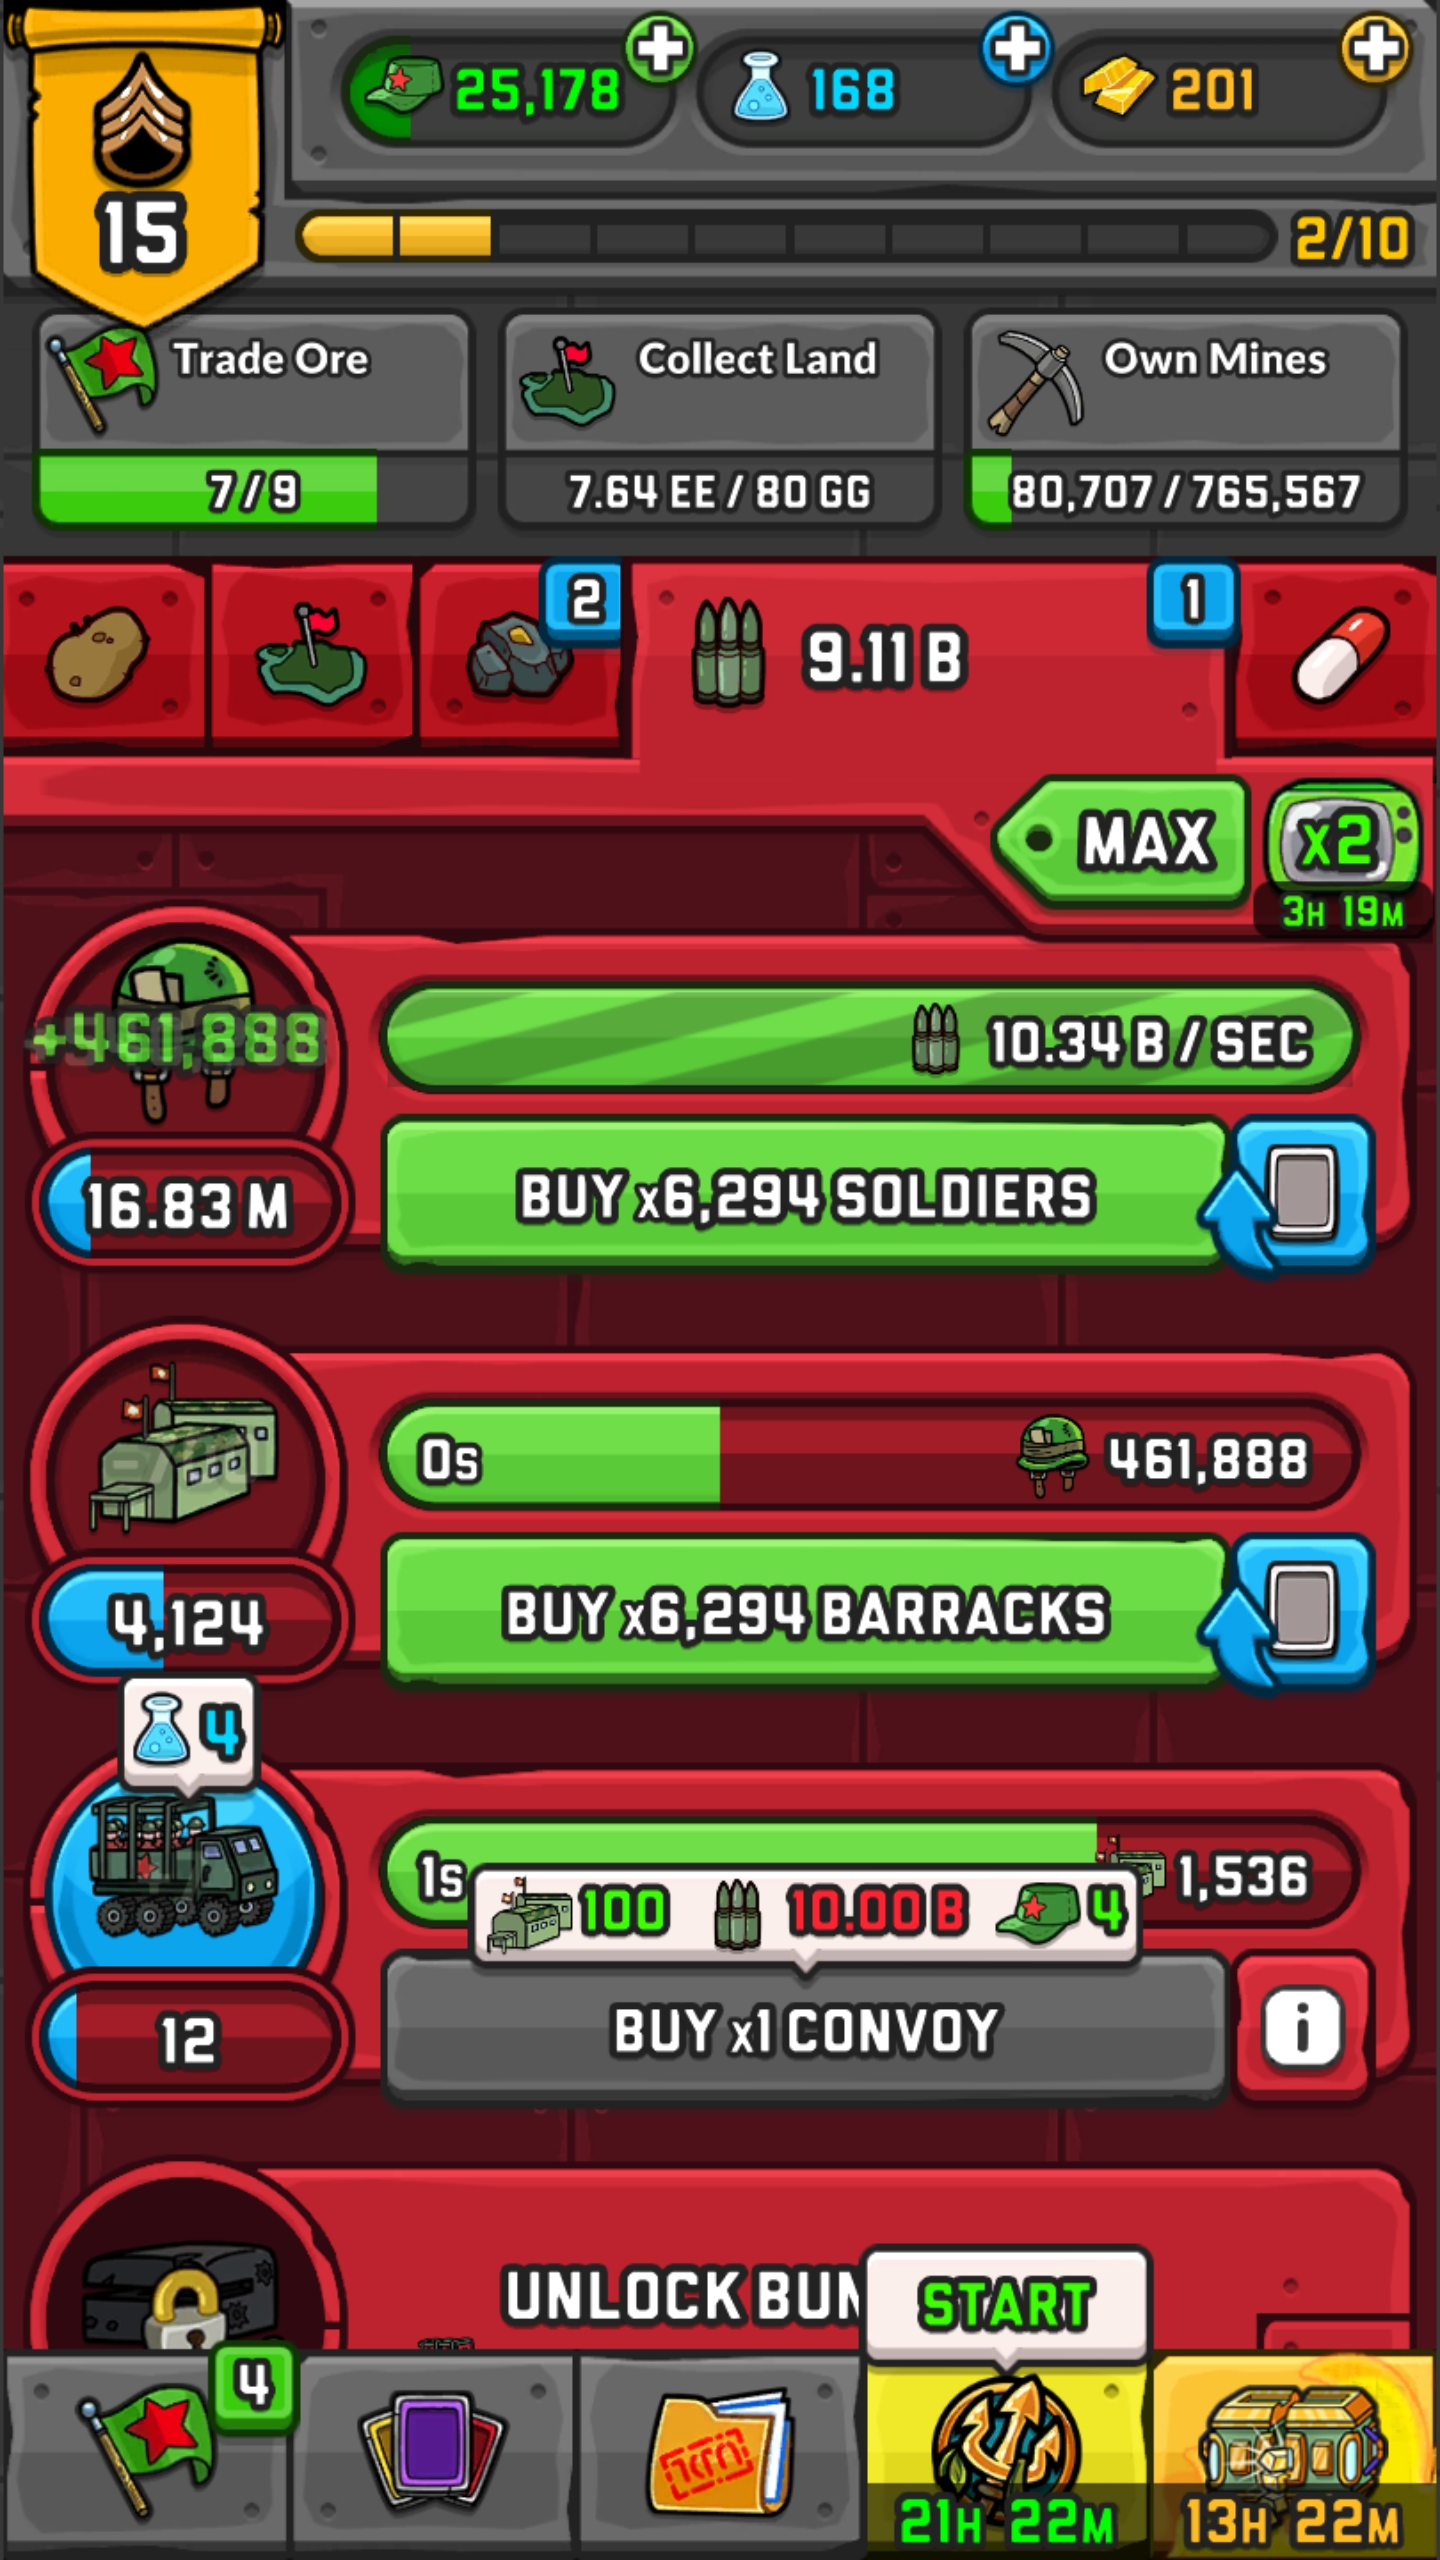 25,178
168
201
15
2/10
Trade Ore
Collect Land
Own Mines
7/9
7.64 EE / 80 GG
80,707 / 765,567
2
9.11 B
1
MAX
x2
3H 19M
+461,888
10.34 B / SEC
16.83 M
BUY x6,294 SOLDIERS
0s
461,888
4,124
BUY x6,294 BARRACKS
4
1s
1,536
100
10.00 B
4
12
BUY x1 CONVOY
i
UNLOCK BUN
START
4
21H 22M
13H 22M